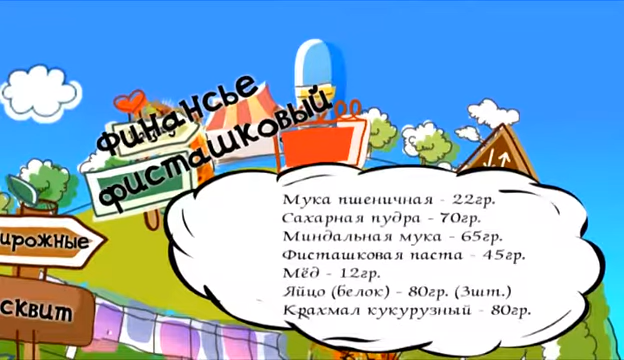 финансье
фисташковый
ирожные
сквит
Мука пшеничная - 22гр.
Сахарная пудра - 70гр.
Миндальная мука - 65гр.
Фисташковая паста - 45гр.
Мёд - 12гр.
Яйцо (белок) - 80гр. (3шт.)
Крахмал кукурузный - 80гр.